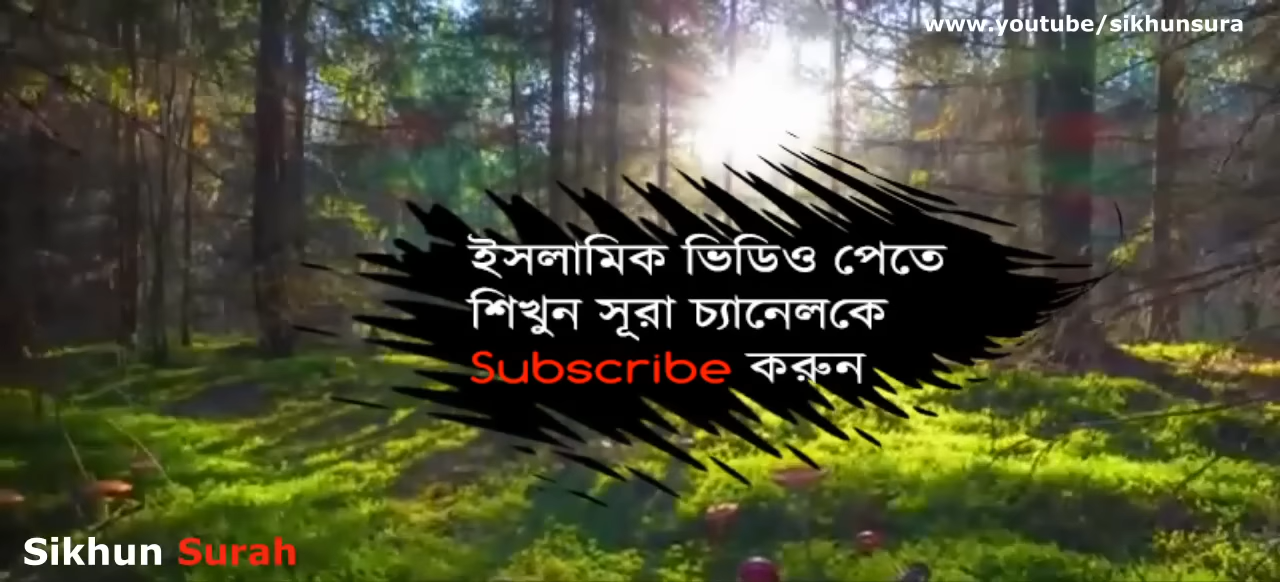 www.youtube/sikhunsura
ইসলামিক ভিডিও পেতে
শিখুন সূরা চ্যানেলকে
Subscribe করুন
Sikhun Surah